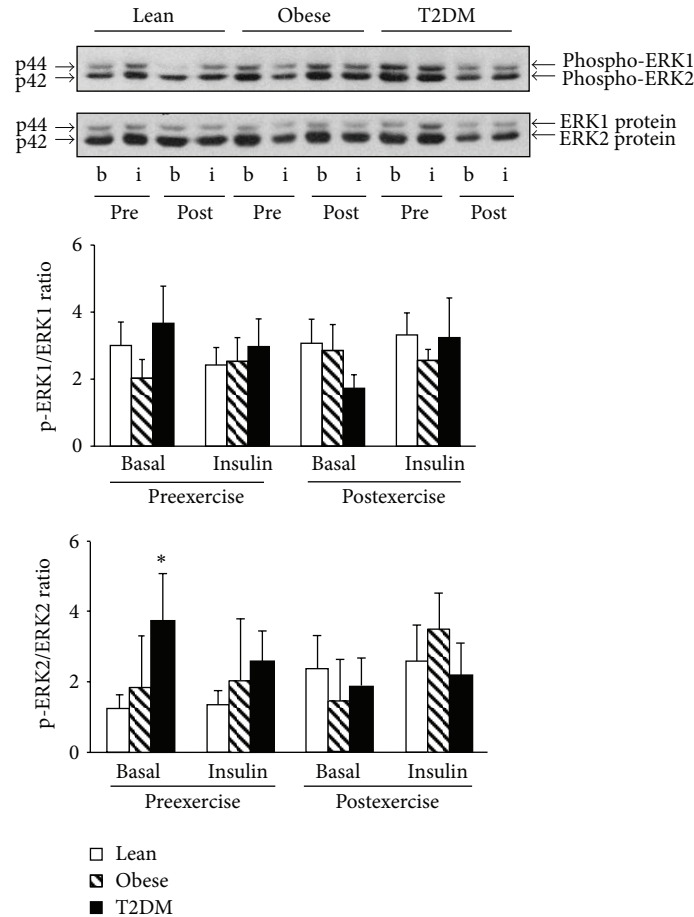 Lean Obese T2DM
p44 Phospho-ERK1
p42 Phospho-ERK2
p44 ERK1 protein
p42 ERK2 protein
b i b i b i b i b i b i
Pre Post Pre Post Pre Post
p-ERK1/ERK1 ratio
6
4
2
0
Basal Insulin Basal Insulin
Preexercise Postexercise
p-ERK2/ERK2 ratio
6
*
4
2
0
Basal Insulin Basal Insulin
Preexercise Postexercise
Lean
Obese
T2DM